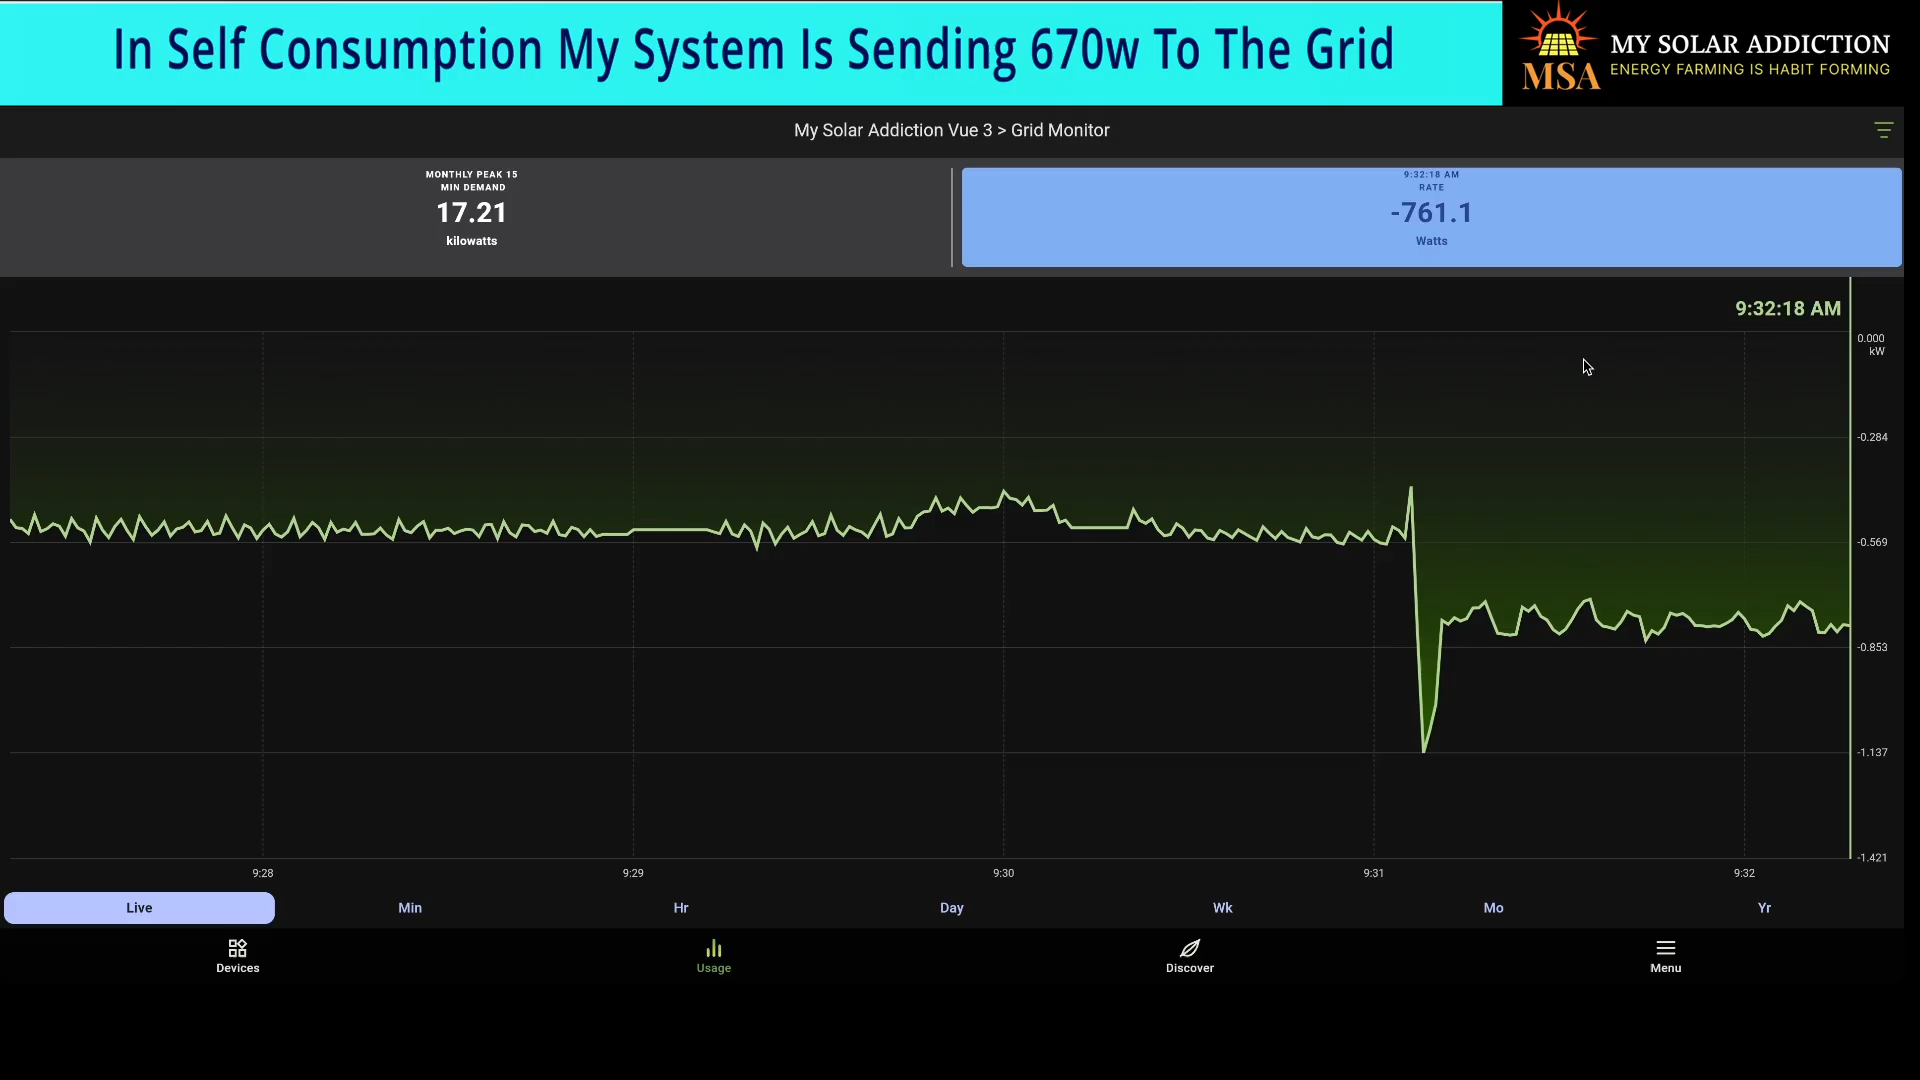 In Self Consumption My System Is Sending 670w To The Grid
MSA
MY SOLAR ADDICTION
ENERGY FARMING IS HABIT FORMING
My Solar Addiction Vue 3 > Grid Monitor
MONTHLY PEAK 15
MIN DEMAND
17.21
kilowatts
9:32:18 AM
RATE
-761.1
Watts
9:32:18 AM
0.000
kW
-0.284
-0.569
-0.853
-1.137
-1.421
9:28
9:29
9:30
9:31
9:32
Live
Min
Hr
Day
Wk
Mo
Yr
Devices
Usage
Discover
Menu